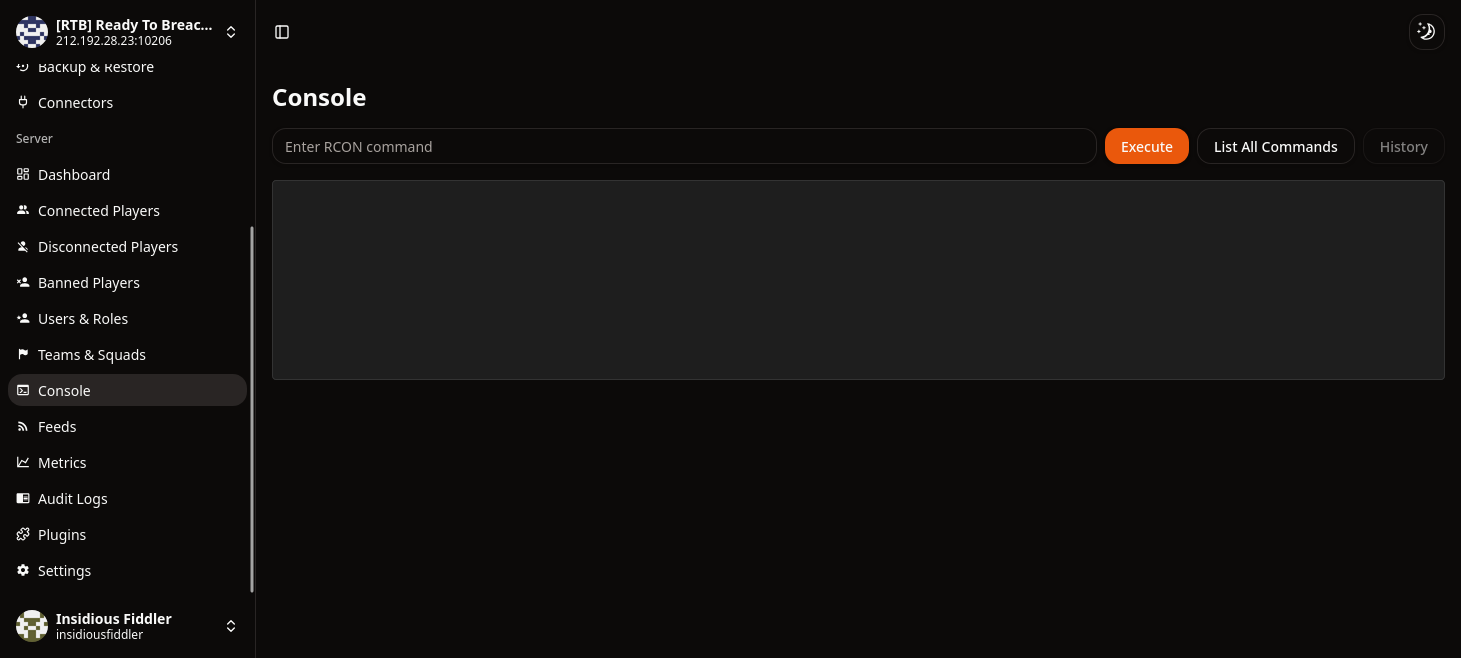 [RTB] Ready To Breac...
212.192.28.23:10206
Backup & Restore
Connectors
Server
Dashboard
Connected Players
Disconnected Players
Banned Players
Users & Roles
Teams & Squads
Console
Feeds
Metrics
Audit Logs
Plugins
Settings
Insidious Fiddler
insidiousfiddler
Console
Enter RCON command
Execute
List All Commands
History